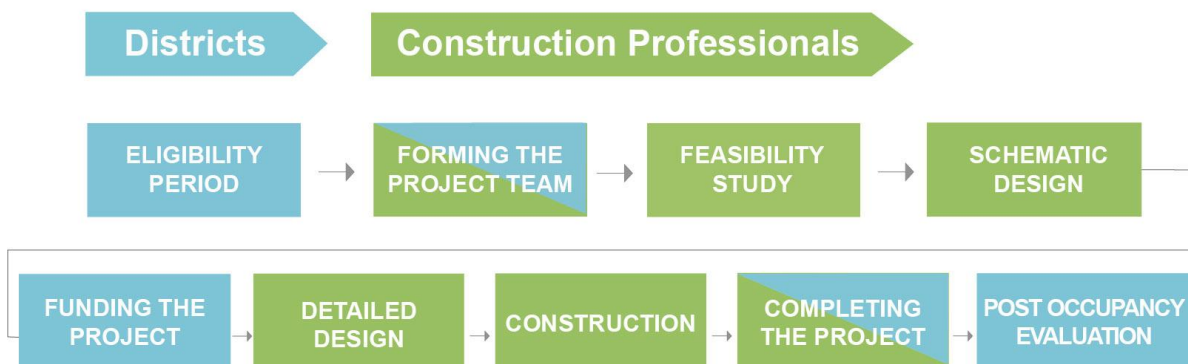 Districts
Construction Professionals
ELIGIBILITY
PERIOD
FORMING THE
PROJECT TEAM
FEASIBILITY
STUDY
SCHEMATIC
DESIGN
FUNDING THE
PROJECT
DETAILED
DESIGN
CONSTRUCTION
COMPLETING
THE PROJECT
POST OCCUPANCY
EVALUATION